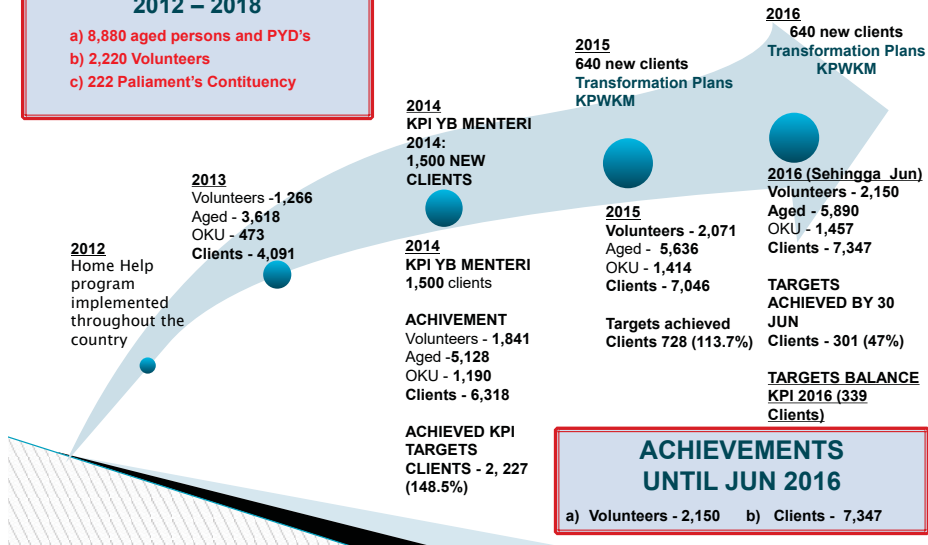 2012 – 2018
a) 8,880 aged persons and PYD's
b) 2,220 Volunteers
c) 222 Paliament's Contituency
2012
Home Help
program
implemented
throughout the
country
2013
Volunteers -1,266
Aged - 3,618
OKU - 473
Clients - 4,091
2014
KPI YB MENTERI
2014:
1,500 NEW
CLIENTS
2014
KPI YB MENTERI
1,500 clients
ACHIVEMENT
Volunteers - 1,841
Aged -5,128
OKU - 1,190
Clients - 6,318
ACHIEVED KPI
TARGETS
CLIENTS - 2, 227
(148.5%)
2015
640 new clients
Transformation Plans
KPWKM
2015
Volunteers - 2,071
Aged - 5,636
OKU - 1,414
Clients - 7,046
Targets achieved
Clients 728 (113.7%)
2016
640 new clients
Transformation Plans
KPWKM
2016 (Sehingga Jun)
Volunteers - 2,150
Aged - 5,890
OKU - 1,457
Clients - 7,347
TARGETS
ACHIEVED BY 30
JUN
Clients - 301 (47%)
TARGETS BALANCE
KPI 2016 (339
Clients)
ACHIEVEMENTS
UNTIL JUN 2016
a) Volunteers - 2,150 b) Clients - 7,347